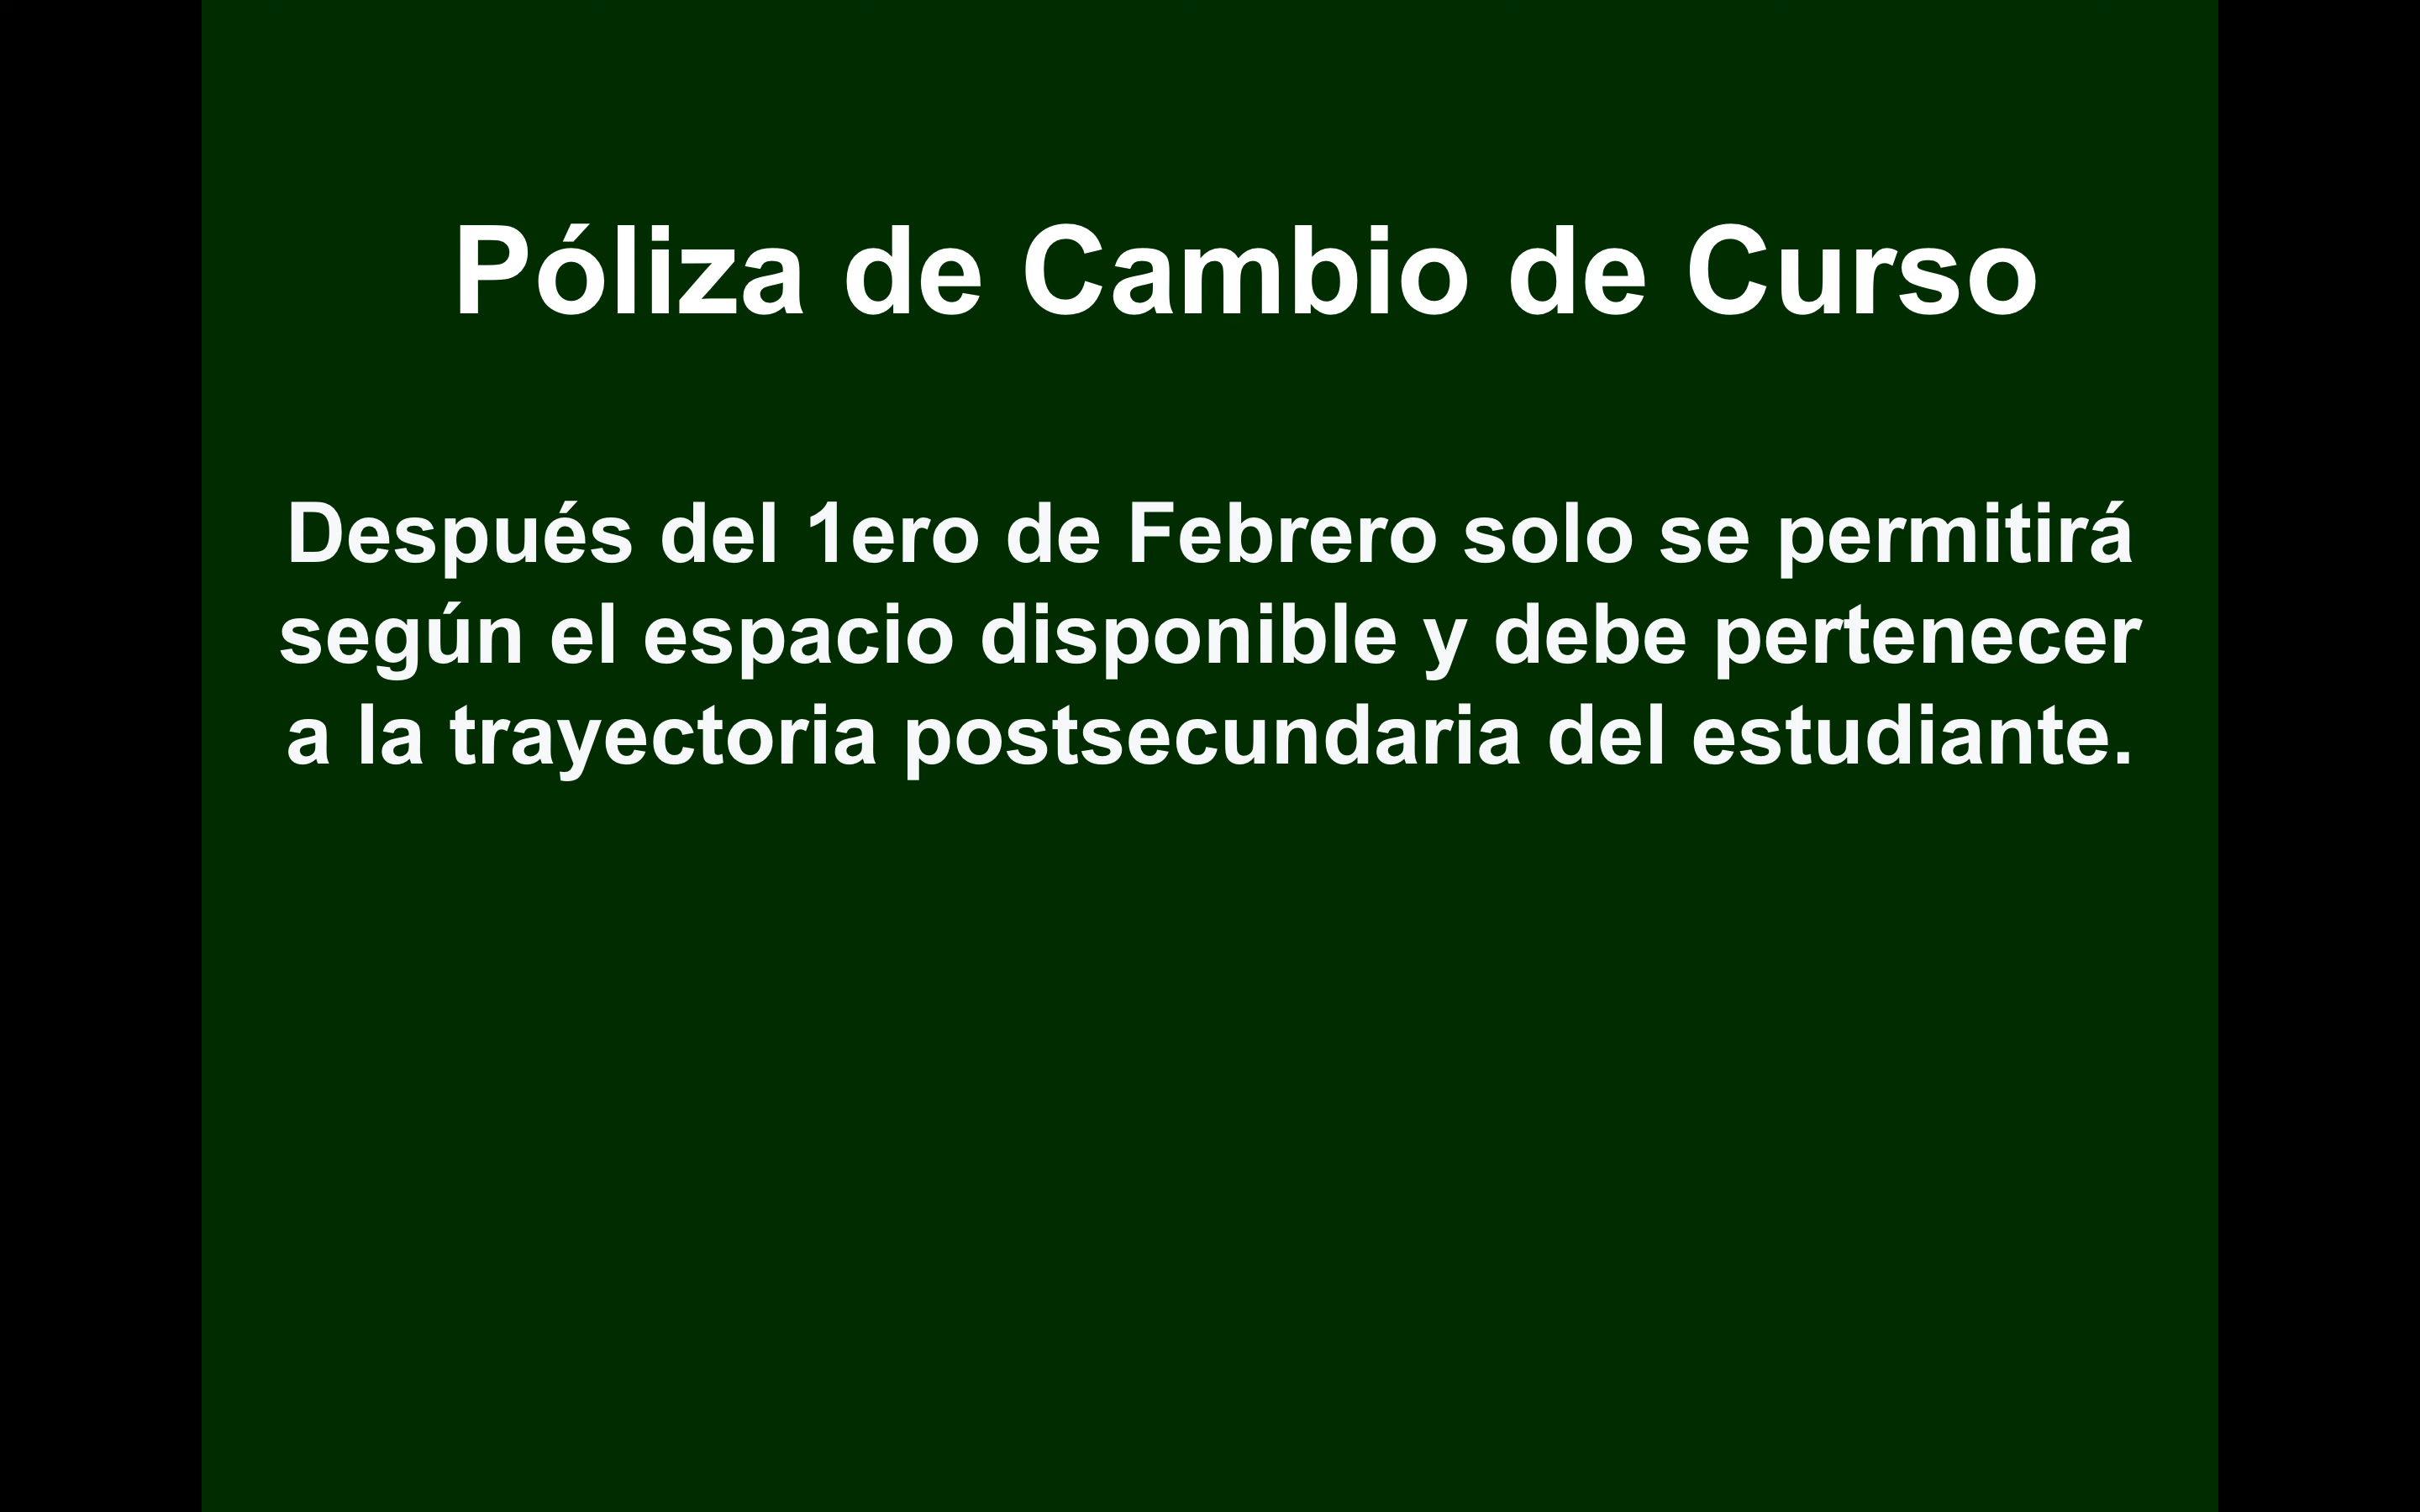 Póliza de Cambio de Curso
Después del 1ero de Febrero solo se permitirá
según el espacio disponible y debe pertenecer
a la trayectoria postsecundaria del estudiante.